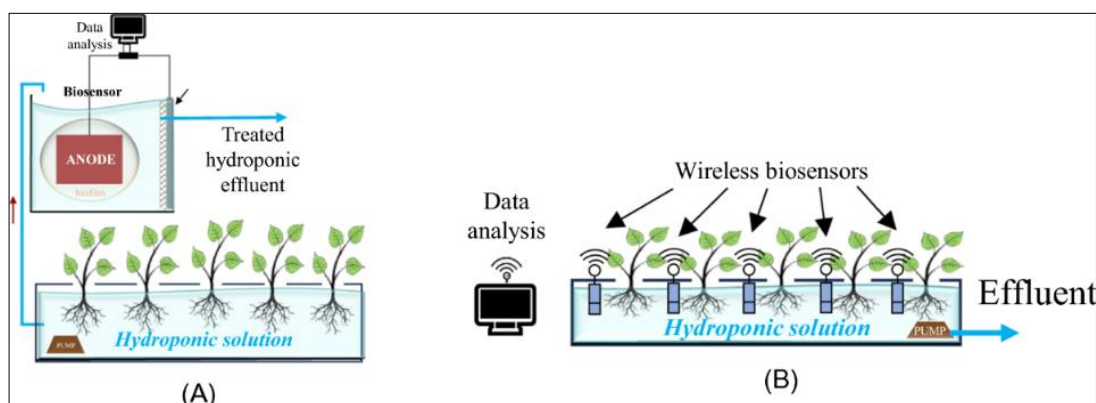 Data
analysis
Biosensor
ANODE
biofilm
Treated
hydroponic
effluent
PUMP
Hydroponic solution
(A)
Wireless biosensors
Data
analysis
Effluent
Hydroponic solution
PUMP
(B)